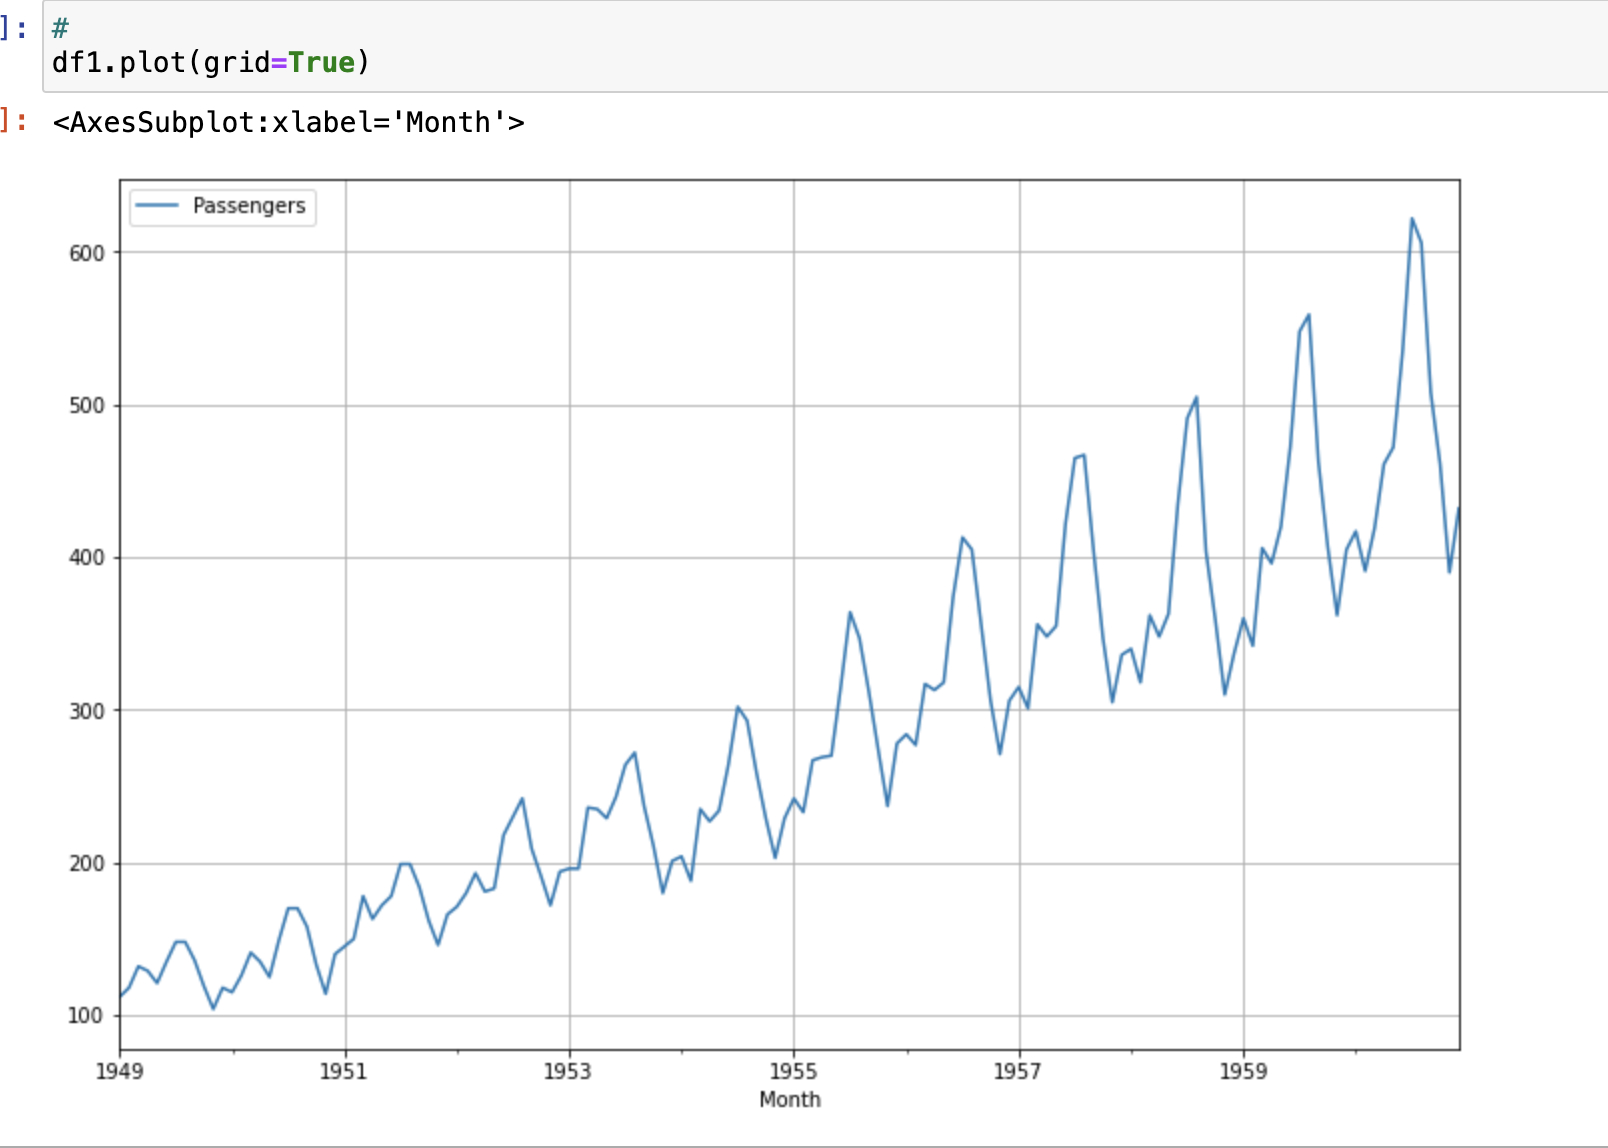 ]: #
df1.plot(grid=True)
]: <AxesSubplot:xlabel='Month'>
Passengers
600
500
400
300
200
100
1949 1951 1953 1955 1957 1959
Month